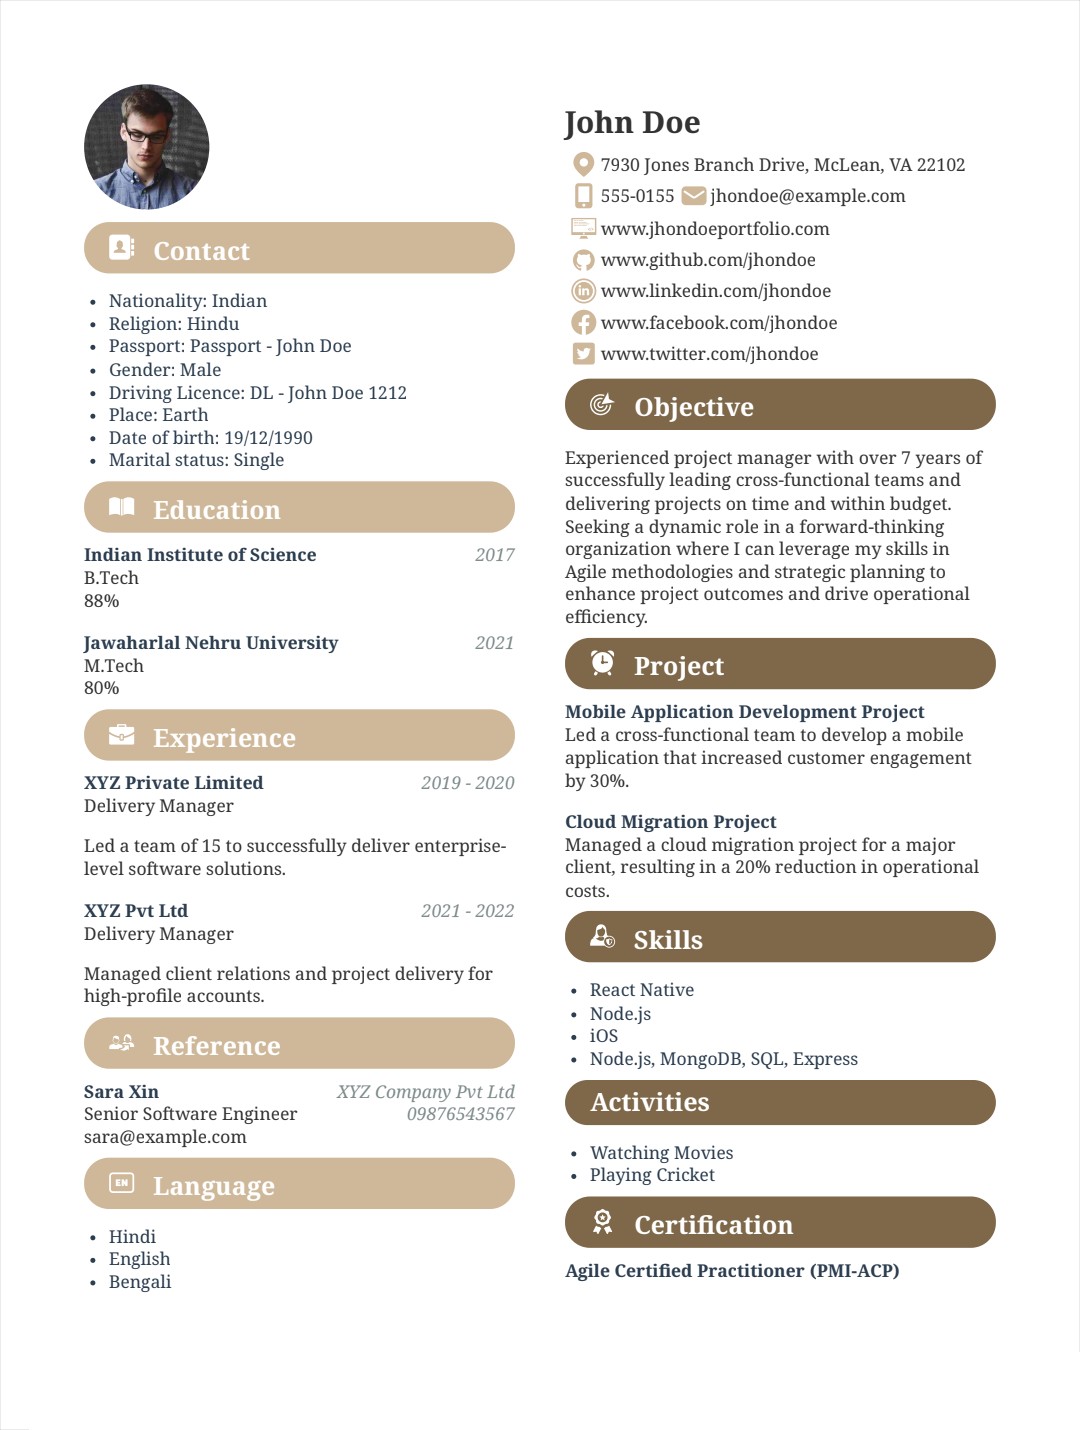 Contact
Nationality: Indian
Religion: Hindu
Passport: Passport - John Doe
Gender: Male
Driving Licence: DL - John Doe 1212
Place: Earth
Date of birth: 19/12/1990
Marital status: Single
Education
Indian Institute of Science 2017
B.Tech
88%
Jawaharlal Nehru University 2021
M.Tech
80%
Experience
XYZ Private Limited 2019 - 2020
Delivery Manager
Led a team of 15 to successfully deliver enterprise-
level software solutions.
XYZ Pvt Ltd 2021 - 2022
Delivery Manager
Managed client relations and project delivery for
high-profile accounts.
Reference
Sara Xin XYZ Company Pvt Ltd
Senior Software Engineer 09876543567
sara@example.com
EN Language
Hindi
English
Bengali
John Doe
7930 Jones Branch Drive, McLean, VA 22102
555-0155 jhondoe@example.com
www.jhondoeportfolio.com
www.github.com/jhondoe
in www.linkedin.com/jhondoe
www.facebook.com/jhondoe
www.twitter.com/jhondoe
Objective
Experienced project manager with over 7 years of
successfully leading cross-functional teams and
delivering projects on time and within budget.
Seeking a dynamic role in a forward-thinking
organization where I can leverage my skills in
Agile methodologies and strategic planning to
enhance project outcomes and drive operational
efficiency.
Project
Mobile Application Development Project
Led a cross-functional team to develop a mobile
application that increased customer engagement
by 30%.
Cloud Migration Project
Managed a cloud migration project for a major
client, resulting in a 20% reduction in operational
costs.
Skills
React Native
Node.js
iOS
Node.js, MongoDB, SQL, Express
Activities
Watching Movies
Playing Cricket
Certification
Agile Certified Practitioner (PMI-ACP)